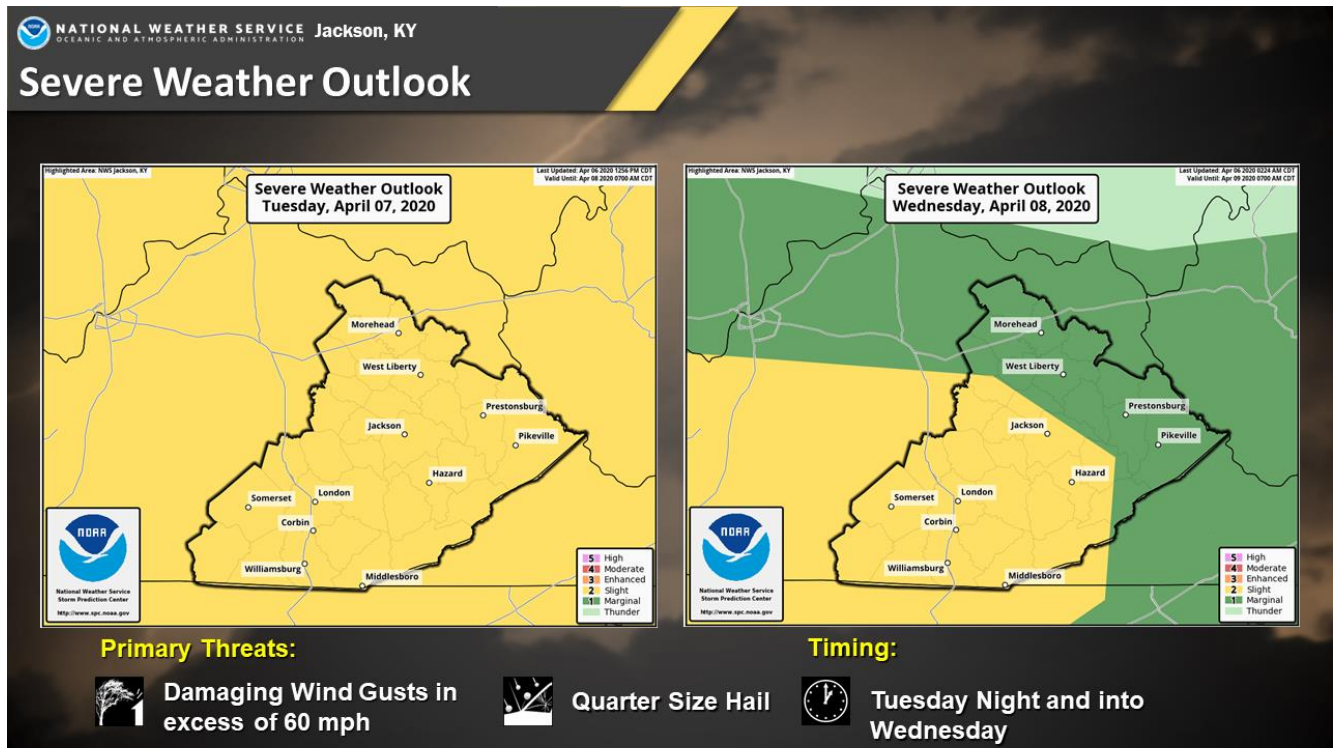 NATIONAL WEATHER SERVICE Jackson, KY
OCEANIC AND ATMOSPHERIC ADMINISTRATION
Severe Weather Outlook
Highlighted Area: NWS Jackson, KY
Last Updated: Apr 06 2020 1256 PM CDT
Valid Until: Apr 08 2020 0700 AM CDT
Severe Weather Outlook
Tuesday, April 07, 2020
Morehead
West Liberty
Prestonsburg
Jackson
Pikeville
Hazard
Somerset
London
Corbin
Williamsburg
Middlesboro
NOAA
National Weather Service
Storm Prediction Center
http://www.spc.noaa.gov
5 High
4 Moderate
3 Enhanced
2 Slight
1 Marginal
Thunder
Highlighted Area: NWS Jackson, KY
Last Updated: Apr 06 2020 0224 AM CDT
Valid Until: Apr 09 2020 0700 AM CDT
Severe Weather Outlook
Wednesday, April 08, 2020
Morehead
West Liberty
Prestonsburg
Jackson
Pikeville
Hazard
Somerset
London
Corbin
Williamsburg
Middlesboro
NOAA
National Weather Service
Storm Prediction Center
http://www.spc.noaa.gov
5 High
4 Moderate
3 Enhanced
2 Slight
1 Marginal
Thunder
Primary Threats:
Damaging Wind Gusts in
excess of 60 mph
Quarter Size Hail
Timing:
Tuesday Night and into
Wednesday